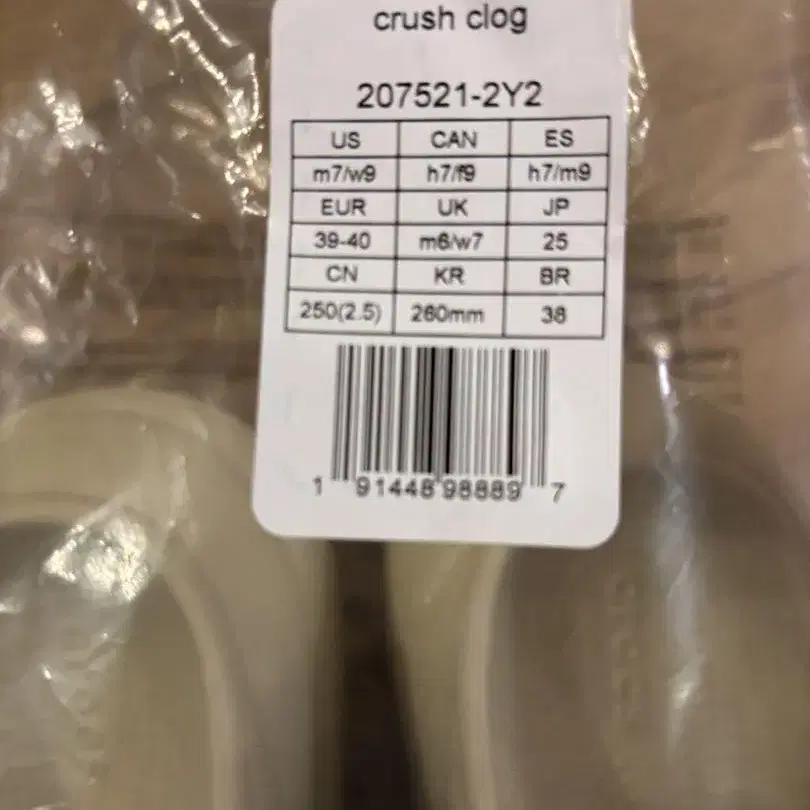 crush clog
207521-2Y2
US CAN ES
m7/w9 h7/f9 h7/m9
EUR UK JP
39-40 m6/w7 25
CN KR BR
250(2.5) 260mm 38
1 91448 98889 7